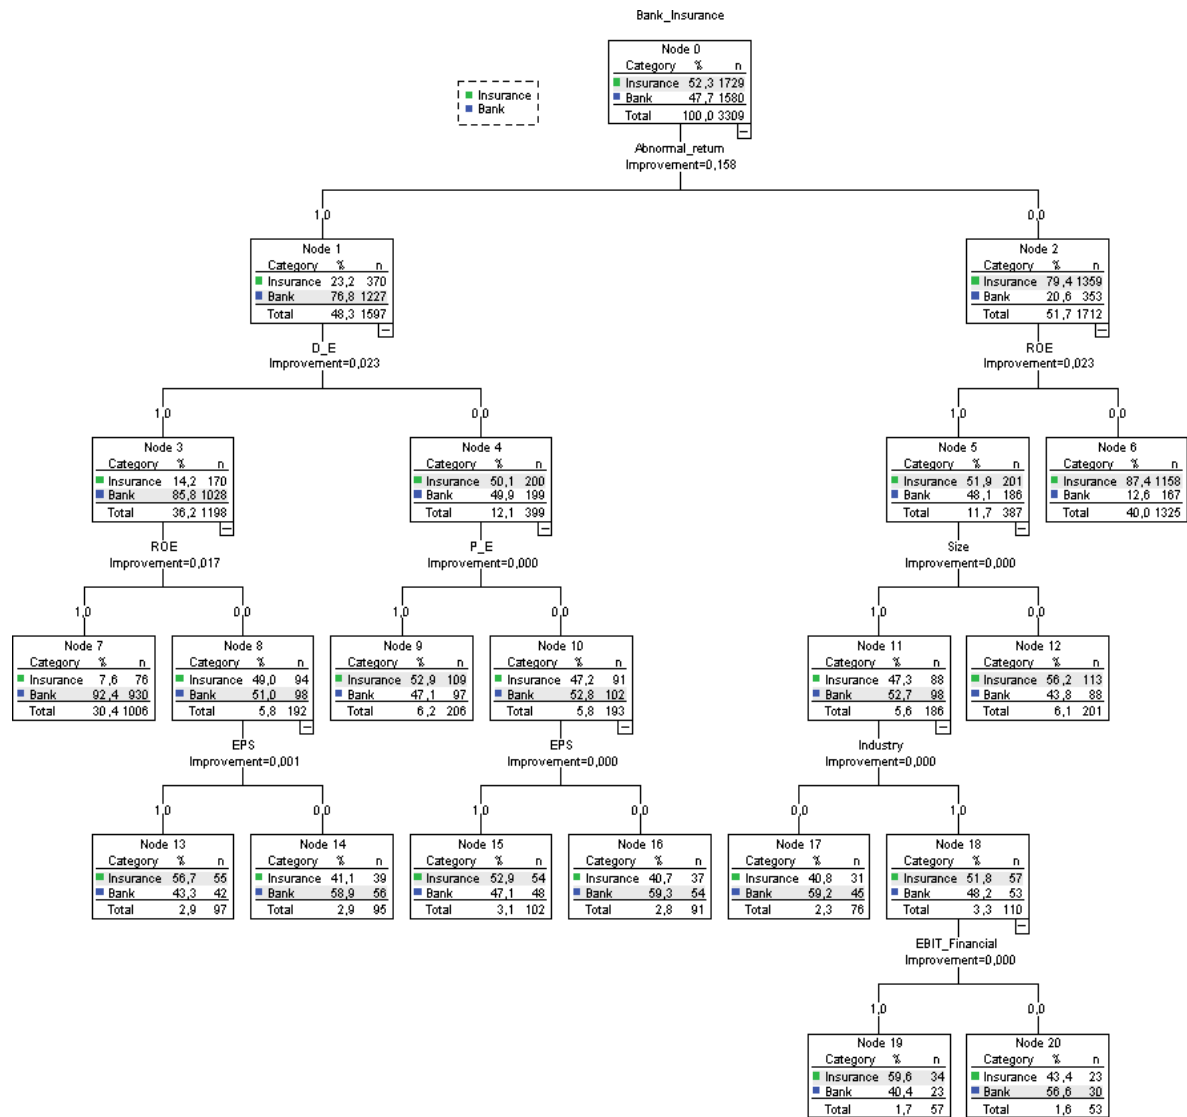 Bank_Insurance
Insurance
Bank
Node 0
Category % n
Insurance 52,3 1729
Bank 47,7 1580
Total 100,0 3309
Abnormal_return
Improvement=0,158
1,0 0,0
Node 1
Category % n
Insurance 23,2 370
Bank 76,8 1227
Total 48,3 1597
Node 2
Category % n
Insurance 79,4 1359
Bank 20,6 353
Total 51,7 1712
D_E
Improvement=0,023
ROE
Improvement=0,023
1,0 0,0 1,0 0,0
Node 3
Category % n
Insurance 14,2 170
Bank 85,8 1028
Total 36,2 1198
Node 4
Category % n
Insurance 50,1 200
Bank 49,9 199
Total 12,1 399
Node 5
Category % n
Insurance 51,9 201
Bank 48,1 186
Total 11,7 387
Node 6
Category % n
Insurance 87,4 1158
Bank 12,6 167
Total 40,0 1325
ROE
Improvement=0,017
P_E
Improvement=0,000
Size
Improvement=0,000
1,0 0,0 1,0 0,0 1,0 0,0
Node 7
Category % n
Insurance 7,6 76
Bank 92,4 930
Total 30,4 1006
Node 8
Category % n
Insurance 49,0 94
Bank 51,0 98
Total 5,8 192
Node 9
Category % n
Insurance 52,9 109
Bank 47,1 97
Total 6,2 206
Node 10
Category % n
Insurance 47,2 91
Bank 52,8 102
Total 5,8 193
Node 11
Category % n
Insurance 47,3 88
Bank 52,7 98
Total 5,6 186
Node 12
Category % n
Insurance 56,2 113
Bank 43,8 88
Total 6,1 201
EPS
Improvement=0,001
EPS
Improvement=0,000
Industry
Improvement=0,000
1,0 0,0 1,0 0,0 0,0 1,0
Node 13
Category % n
Insurance 56,7 55
Bank 43,3 42
Total 2,9 97
Node 14
Category % n
Insurance 41,1 39
Bank 58,9 56
Total 2,9 95
Node 15
Category % n
Insurance 52,9 54
Bank 47,1 48
Total 3,1 102
Node 16
Category % n
Insurance 40,7 37
Bank 59,3 54
Total 2,8 91
Node 17
Category % n
Insurance 40,8 31
Bank 59,2 45
Total 2,3 76
Node 18
Category % n
Insurance 51,8 57
Bank 48,2 53
Total 3,3 110
EBIT_Financial
Improvement=0,000
1,0 0,0
Node 19
Category % n
Insurance 59,6 34
Bank 40,4 23
Total 1,7 57
Node 20
Category % n
Insurance 43,4 23
Bank 56,6 30
Total 1,6 53